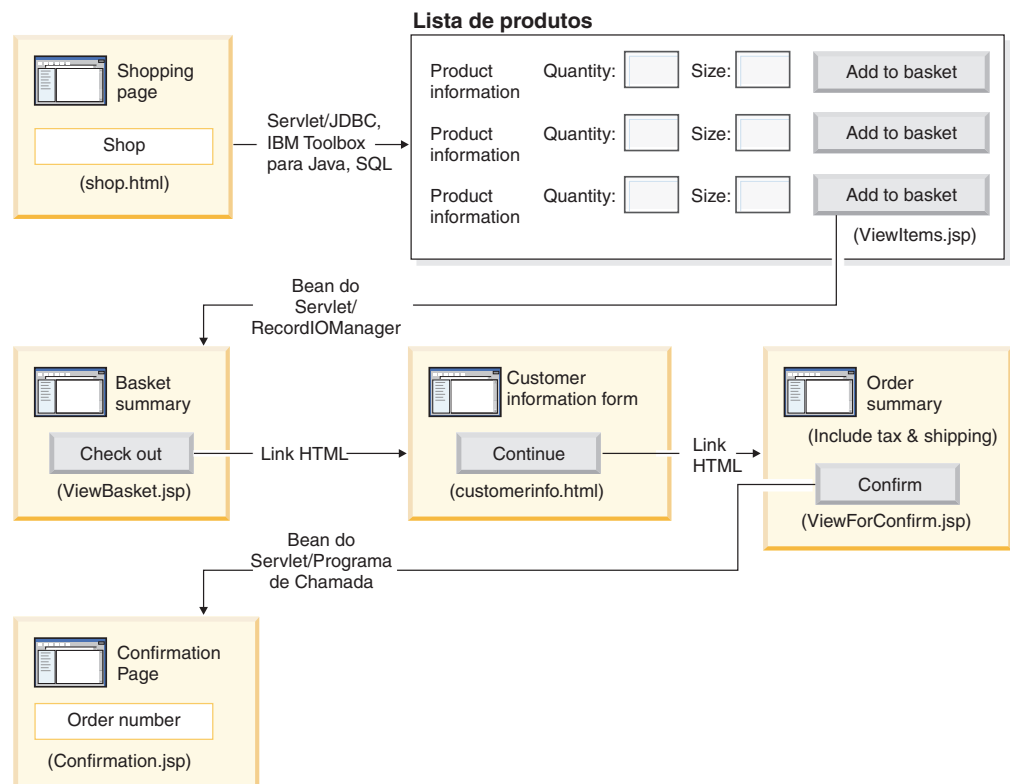 Lista de produtos
Shopping
page
Shop
(shop.html)
Servlet/JDBC,
IBM Toolbox
para Java, SQL
Product
information
Quantity:
Size:
Add to basket
Product
information
Quantity:
Size:
Add to basket
Product
information
Quantity:
Size:
Add to basket
(ViewItems.jsp)
Bean do
Servlet/
RecordIOManager
Basket
summary
Check out
(ViewBasket.jsp)
Link HTML
Customer
information form
Continue
(customerinfo.html)
Link
HTML
Order
summary
(Include tax & shipping)
Confirm
(ViewForConfirm.jsp)
Bean do
Servlet/Programa
de Chamada
Confirmation
Page
Order number
(Confirmation.jsp)